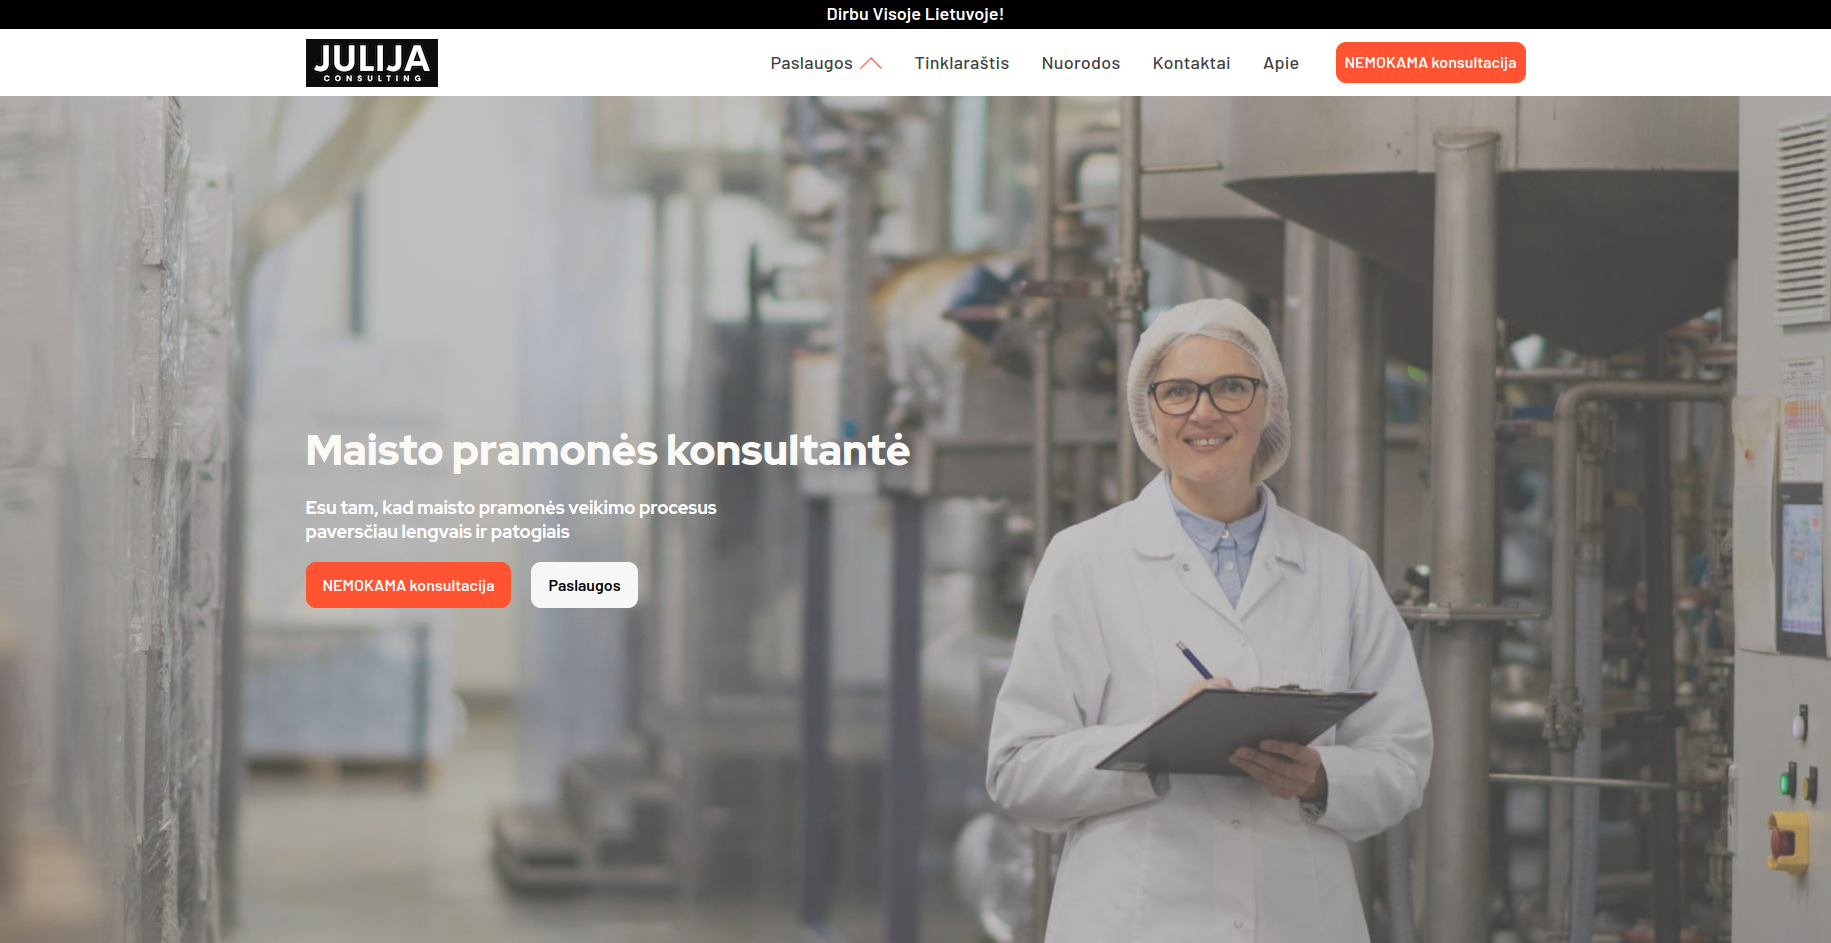 Dirbu Visoje Lietuvoje!
JULIJA
CONSULTING
Paslaugos Tinklaraštis Nuorodos Kontaktai Apie NEMOKAMA konsultacija
Maisto pramonės konsultantė
Esu tam, kad maisto pramonės veikimo procesus
paversčiau lengvais ir patogiais
NEMOKAMA konsultacija Paslaugos